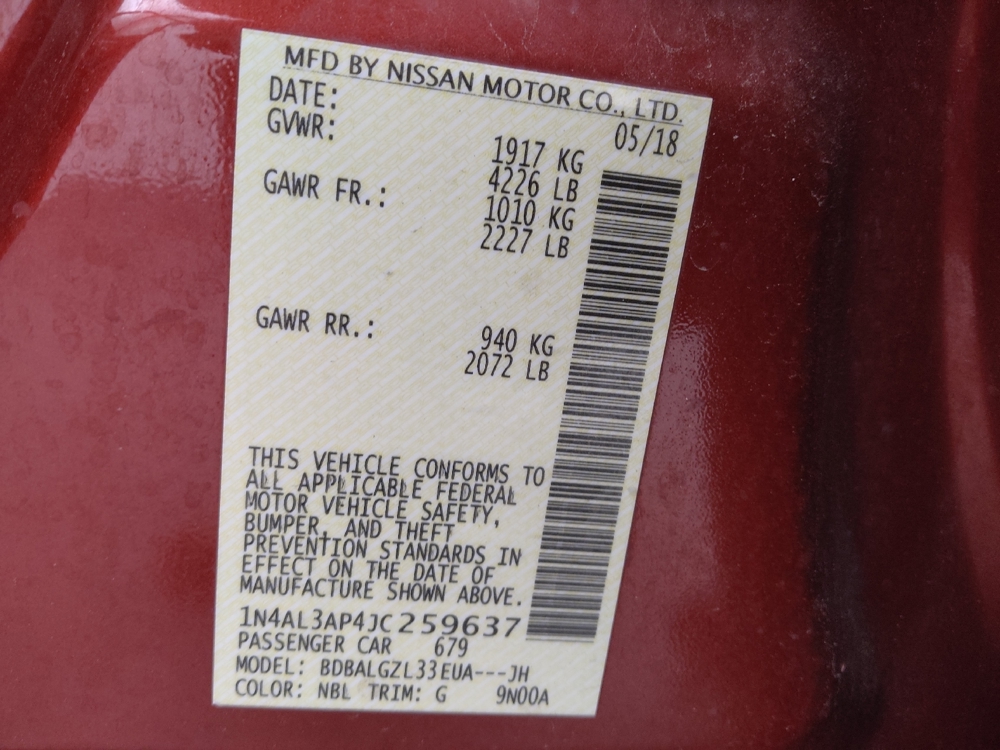 MFD BY NISSAN MOTOR CO., LTD.
DATE: 05/18
GVWR: 1917 KG
4226 LB
GAWR FR.: 1010 KG
2227 LB
GAWR RR.: 940 KG
2072 LB
THIS VEHICLE CONFORMS TO
ALL APPLICABLE FEDERAL
MOTOR VEHICLE SAFETY,
BUMPER, AND THEFT
PREVENTION STANDARDS IN
EFFECT ON THE DATE OF
MANUFACTURE SHOWN ABOVE.
1N4AL3AP4JC259637
PASSENGER CAR 679
MODEL: BDBALGZL33EUA---JH
COLOR: NBL TRIM: G 9N00A